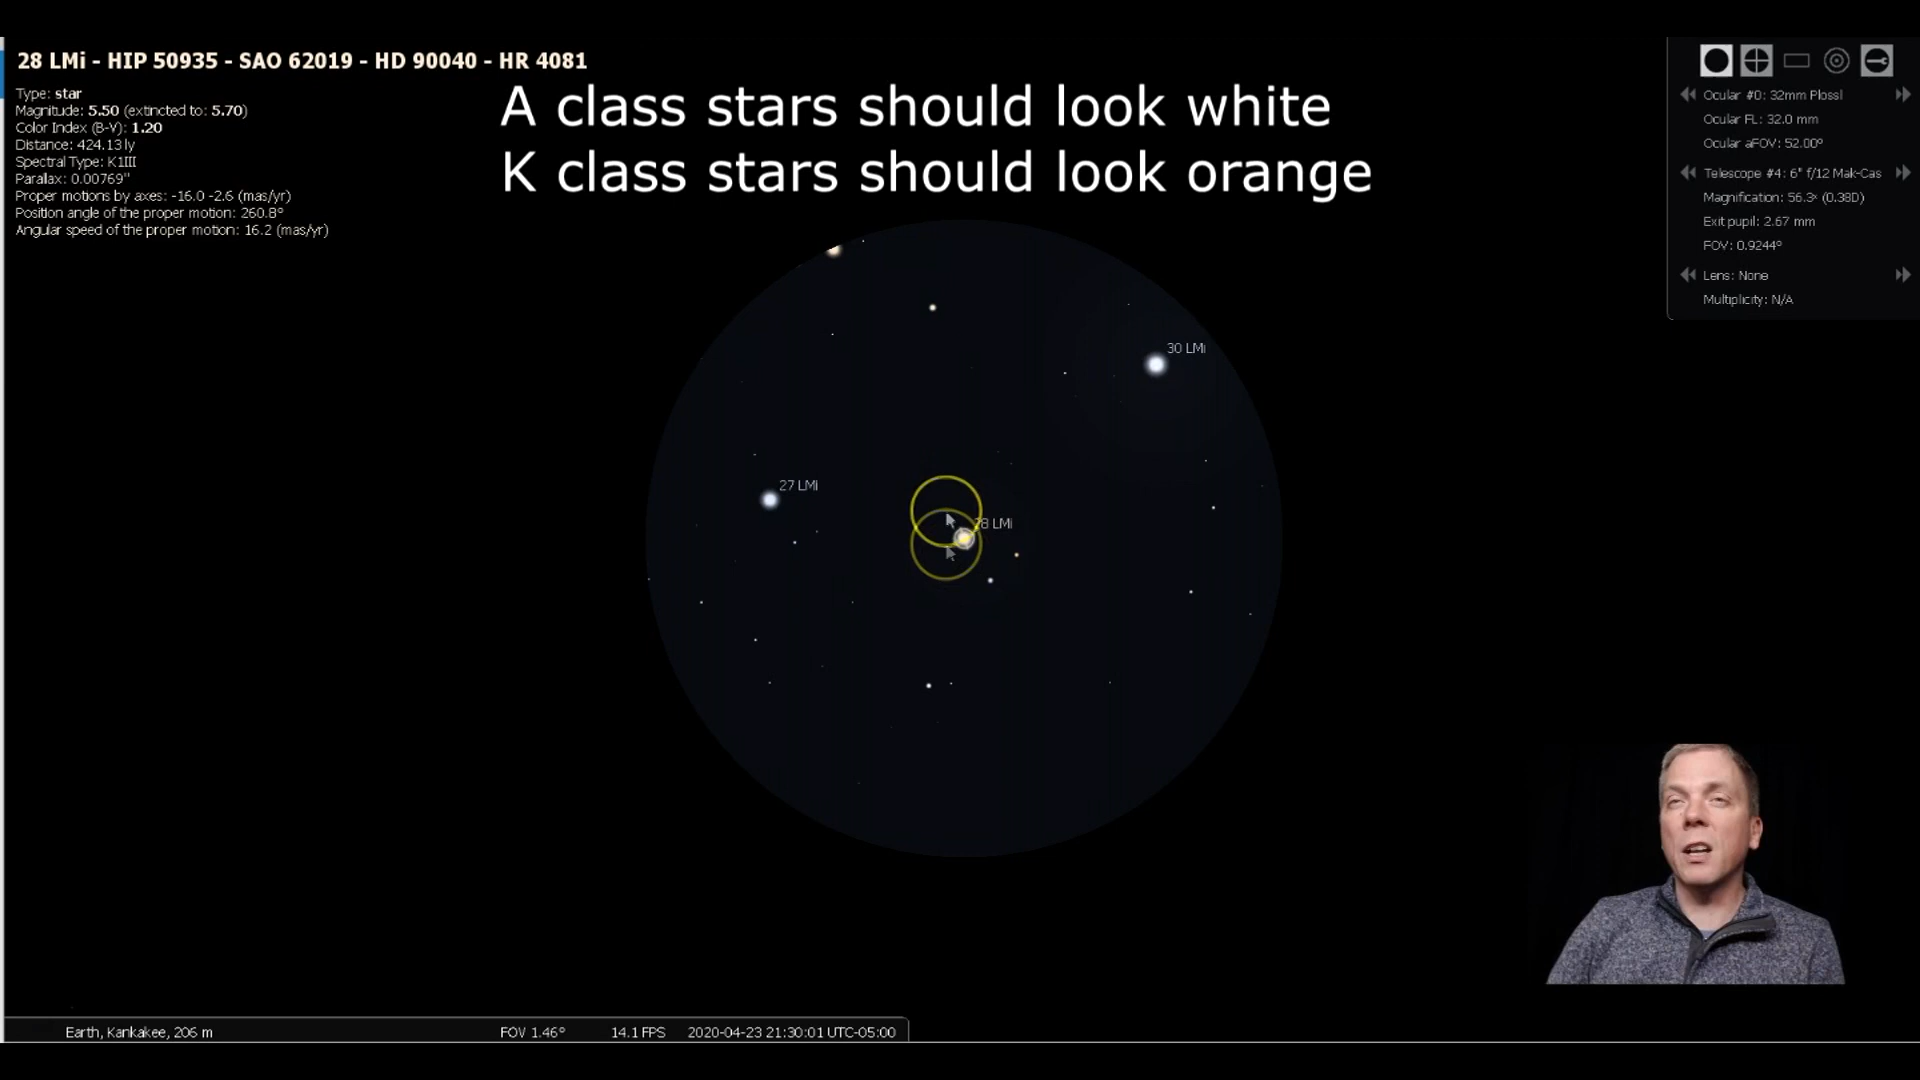 28 LMi - HIP 50935 - SAO 62019 - HD 90040 - HR 4081
Type: star
Magnitude: 5.50 (extincted to: 5.70)
Color Index (B-V): 1.20
Distance: 424.13 ly
Spectral Type: K1III
Parallax: 0.00769"
Proper motions by axes: -16.0 -2.6 (mas/yr)
Position angle of the proper motion: 260.8°
Angular speed of the proper motion: 16.2 (mas/yr)
A class stars should look white
K class stars should look orange
Ocular #0: 32mm Plossl
Ocular FL: 32.0 mm
Ocular aFOV: 52.00°
Telescope #4: 6" f/12 Mak-Cas
Magnification: 56.3× (0.38D)
Exit pupil: 2.67 mm
FOV: 0.9244°
Lens: None
Multiplicity: N/A
30 LMi
27 LMi
28 LMi
Earth, Kankakee, 206 m
FOV 1.46°
14.1 FPS
2020-04-23 21:30:01 UTC-05:00